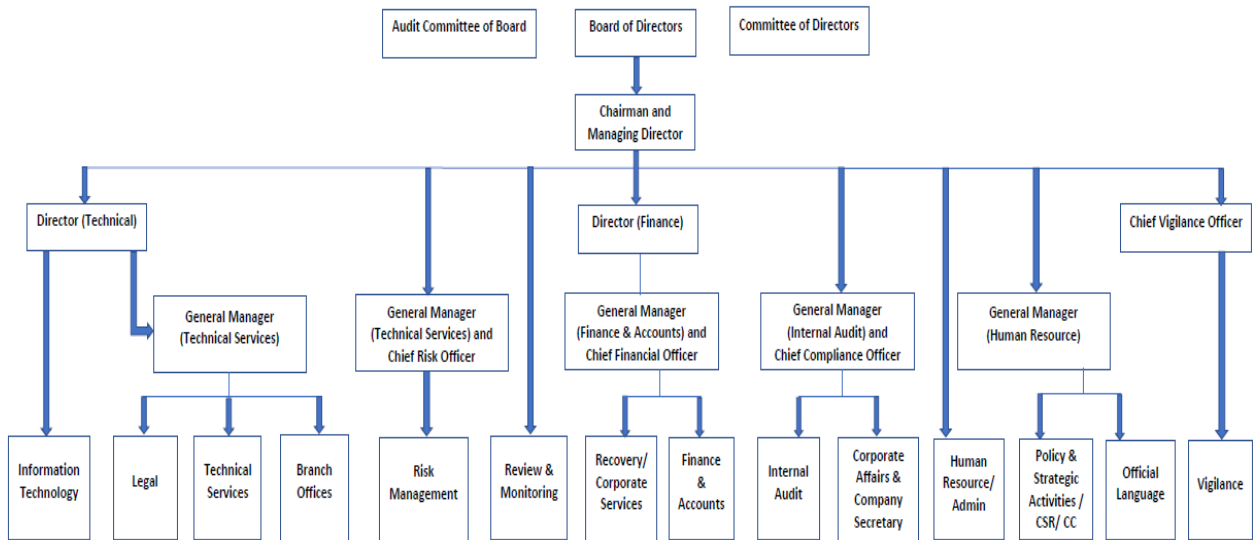 Audit Committee of Board
Board of Directors
Committee of Directors
Chairman and
Managing Director
Director (Technical)
Director (Finance)
Chief Vigilance Officer
General Manager
(Technical Services)
General Manager
(Technical Services) and
Chief Risk Officer
General Manager
(Finance & Accounts) and
Chief Financial Officer
General Manager
(Internal Audit) and
Chief Compliance Officer
General Manager
(Human Resource)
Information
Technology
Legal
Technical
Services
Branch
Offices
Risk
Management
Review &
Monitoring
Recovery/
Corporate
Services
Finance
&
Accounts
Internal
Audit
Corporate
Affairs &
Company
Secretary
Human
Resource/
Admin
Policy &
Strategic
Activities /
CSR/ CC
Official
Language
Vigilance